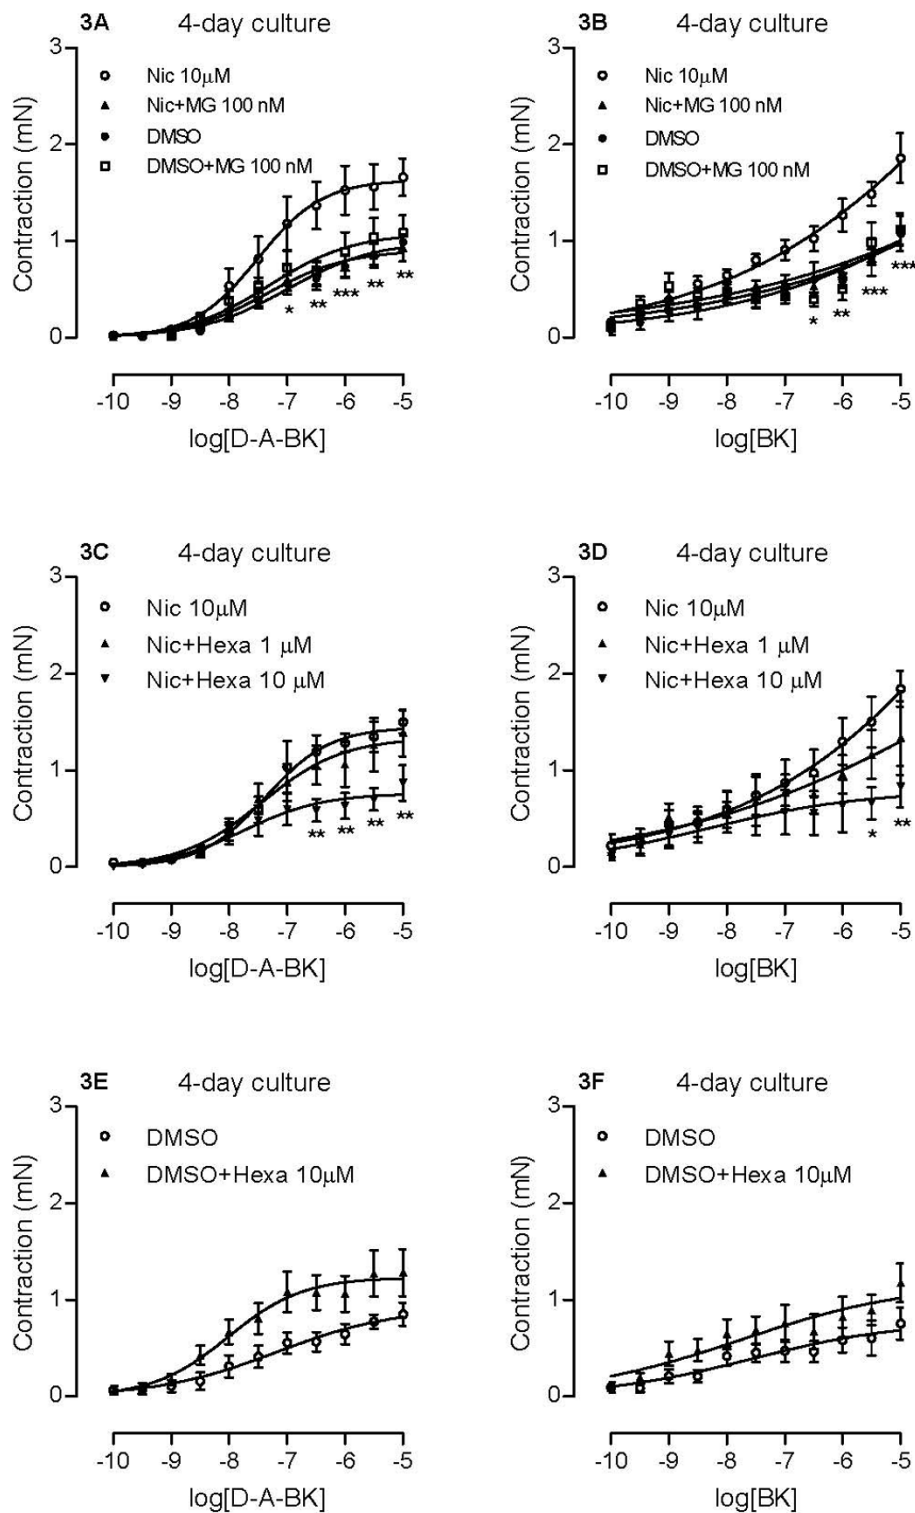 3A 4-day culture
3
2
1
0
Contraction (mN)
Nic 10μM
Nic+MG 100 nM
DMSO
DMSO+MG 100 nM
* ** *** ** **
-10 -9 -8 -7 -6 -5
log[D-A-BK]
3B 4-day culture
3
2
1
0
Contraction (mN)
Nic 10μM
Nic+MG 100 nM
DMSO
DMSO+MG 100 nM
* ** *** ***
-10 -9 -8 -7 -6 -5
log[BK]
3C 4-day culture
3
2
1
0
Contraction (mN)
Nic 10μM
Nic+Hexa 1 μM
Nic+Hexa 10 μM
** ** ** **
-10 -9 -8 -7 -6 -5
log[D-A-BK]
3D 4-day culture
3
2
1
0
Contraction (mN)
Nic 10μM
Nic+Hexa 1 μM
Nic+Hexa 10 μM
* **
-10 -9 -8 -7 -6 -5
log[BK]
3E 4-day culture
3
2
1
0
Contraction (mN)
DMSO
DMSO+Hexa 10μM
-10 -9 -8 -7 -6 -5
log[D-A-BK]
3F 4-day culture
3
2
1
0
Contraction (mN)
DMSO
DMSO+Hexa 10μM
-10 -9 -8 -7 -6 -5
log[BK]